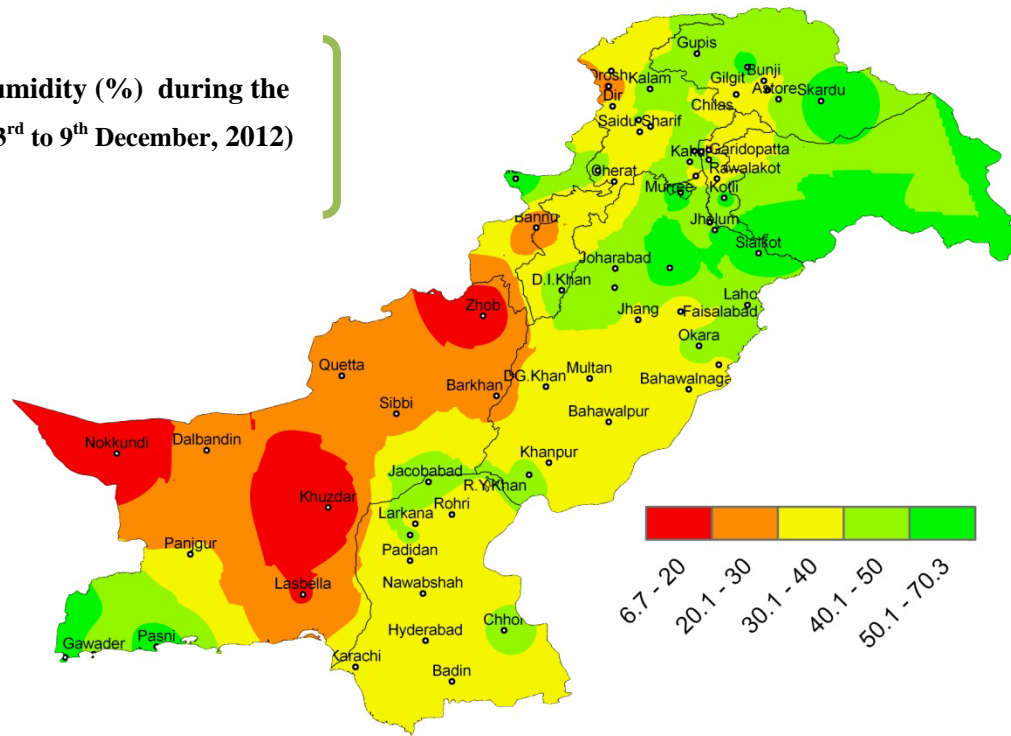 umidity (%) during the
3rd to 9th December, 2012)
Gupis
Drosh
Kalam
Gilgit
Bunji
Dir
Astore
Skardu
Chilas
Saidu Sharif
Garidopatta
Cherat
Rawalakot
Murree
Kotli
Bannu
Jhelum
Sialkot
Joharabad
D.I.Khan
Laho
Zhob
Jhang
Faisalabad
Okara
Quetta
Multan
DG.Khan
Barkhan
Bahawalnaga
Sibbi
Bahawalpur
Nokkundi
Dalbandin
Khanpur
Jacobabad
R.Y.Khan
Khuzdar
Rohri
Larkana
Panjgur
Padidan
Lasbella
Nawabshah
Chhor
Gawader
Pasni
Hyderabad
Karachi
Badin
6.7 - 20
20.1 - 30
30.1 - 40
40.1 - 50
50.1 - 70.3